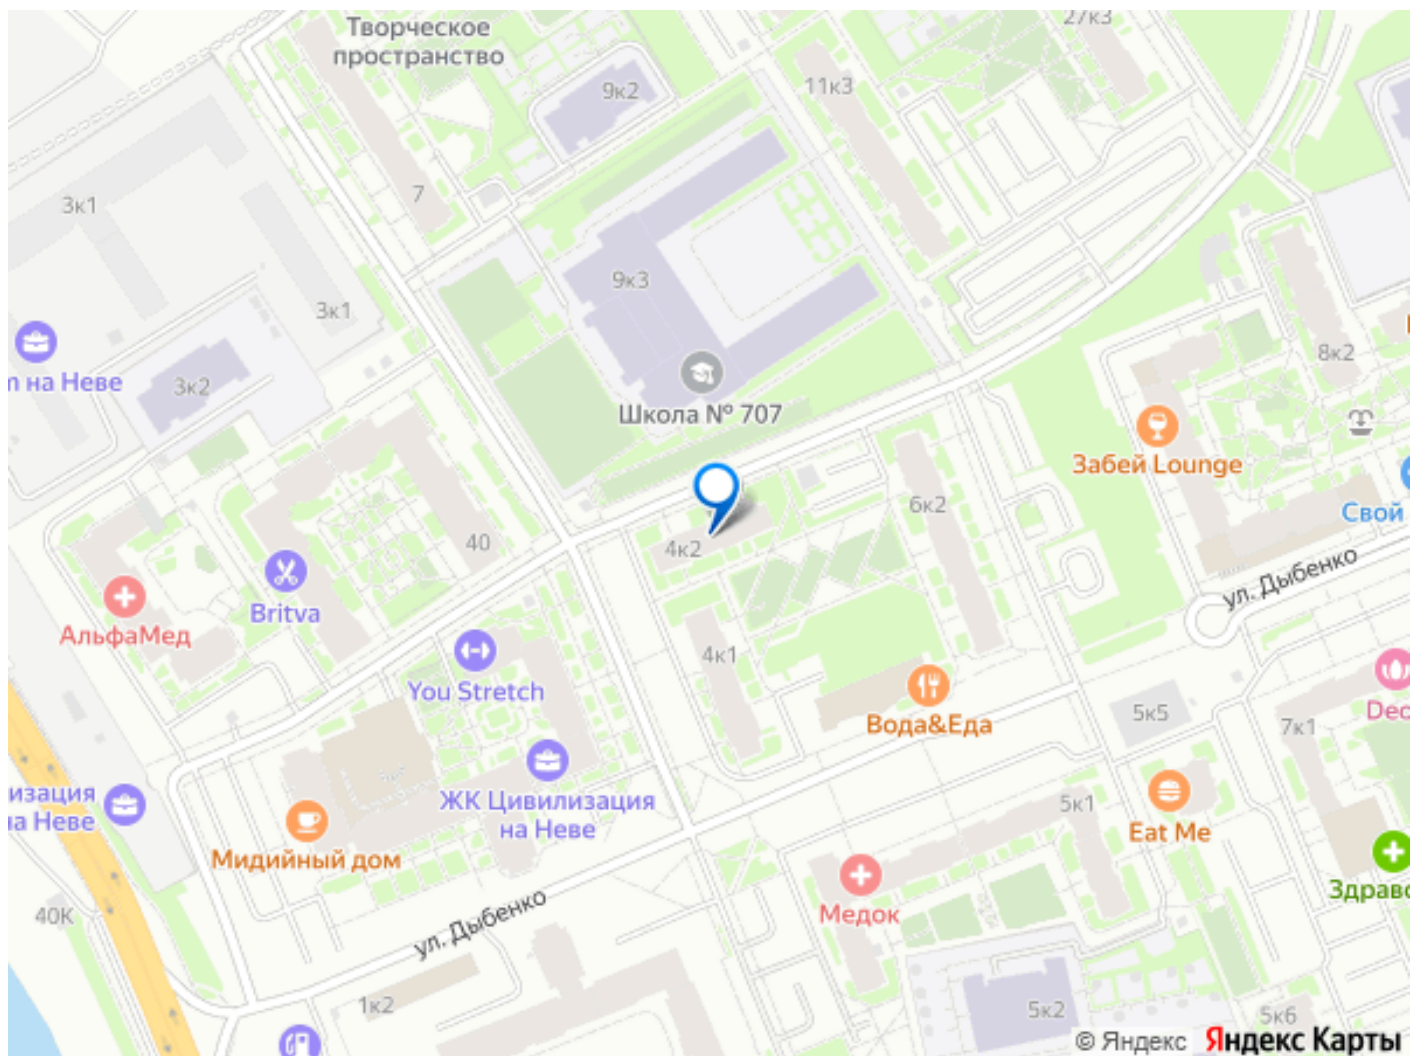 Творческое
пространство
27к3
9к2
11к3
7
3к1
9к3
3к1
m на Неве
3к2
8к2
Школа № 707
Забей Lounge
6к2
Свой
40
4к2
ул. Дыбенко
Britva
АльфаМед
4к1
You Stretch
Вода&Еда
5к5
7к1
Dec
изация
на Неве
ЖК Цивилизация
на Неве
5к1
Eat Me
Мидийный дом
Медок
Здравс
40К
ул. Дыбенко
1к2
5к2
5к6
© Яндекс Яндекс Карты